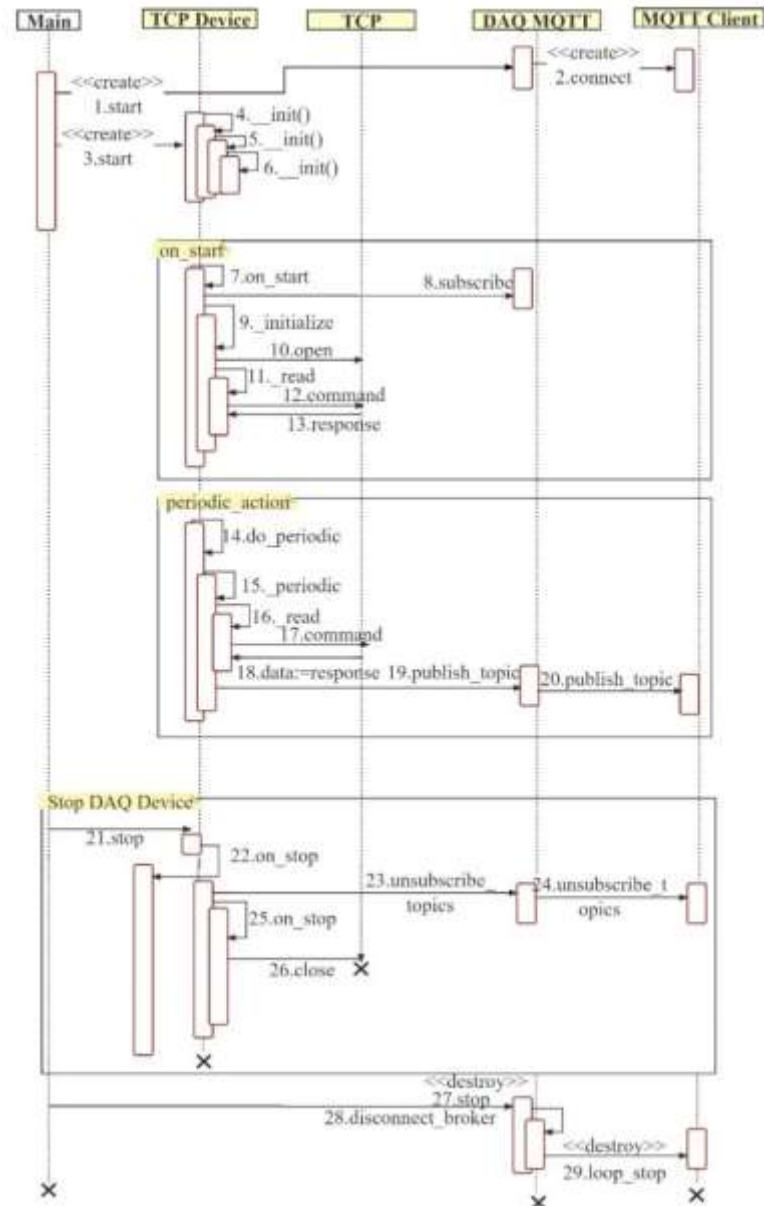 Main
TCP Device
TCP
DAQ MQTT
MQTT Client
<<create>>
1.start
<<create>>
2.connect
<<create>>
3.start
4.__init()
5.__init()
6.__init()
on_start
7.on_start
8.subscribe
9._initialize
10.open
11._read
12.command
13.response
periodic_action
14.do_periodic
15._periodic
16._read
17.command
18.data:=response
19.publish_topic
20.publish_topic
Stop DAQ Device
21.stop
22.on_stop
23.unsubscribe_
topics
24.unsubscribe_t
opics
25.on_stop
26.close
<<destroy>>
27.stop
28.disconnect_broker
<<destroy>>
29.loop_stop